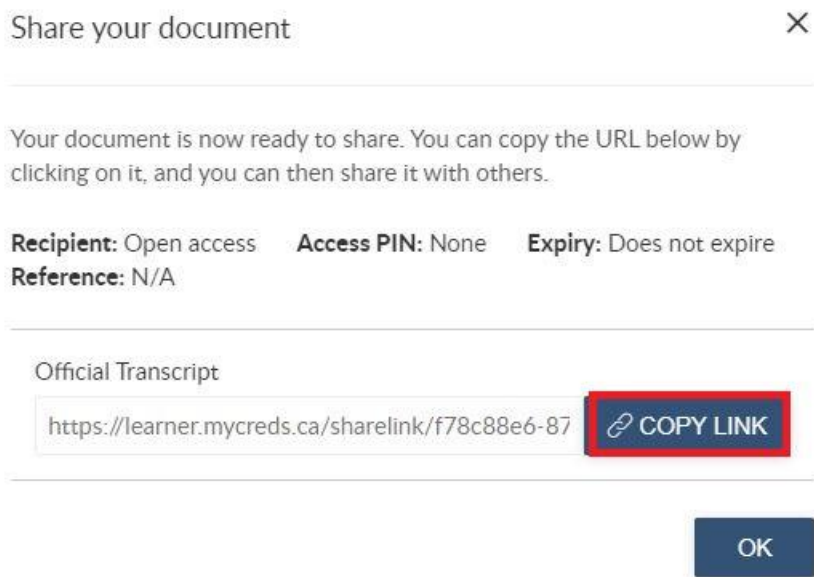 Share your document
Your document is now ready to share. You can copy the URL below by
clicking on it, and you can then share it with others.
Recipient: Open access Access PIN: None Expiry: Does not expire
Reference: N/A
Official Transcript
https://learner.mycreds.ca/sharelink/f78c88e6-87 COPY LINK
OK